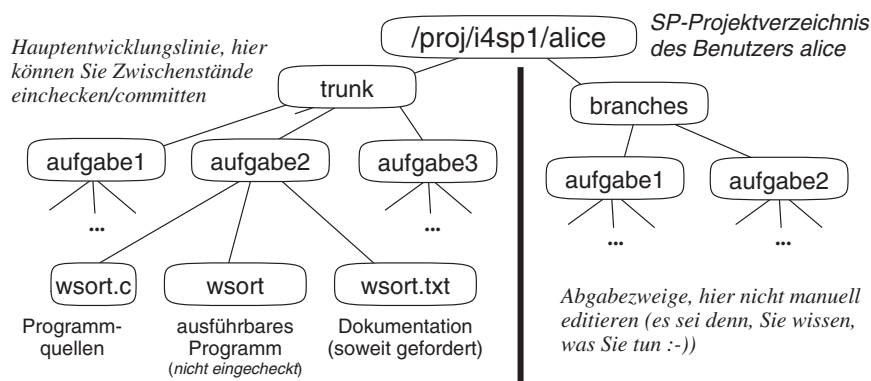 /proj/i4sp1/alice
SP-Projektverzeichnis
des Benutzers alice
Hauptentwicklungslinie, hier
können Sie Zwischenstände
einchecken/committen
trunk
branches
aufgabe1
aufgabe2
aufgabe3
aufgabe1
aufgabe2
...
...
...
...
wsort.c
wsort
wsort.txt
Programm-
quellen
ausführbares
Programm
(nicht eingecheckt)
Dokumentation
(soweit gefordert)
Abgabezweige, hier nicht manuell
editieren (es sei denn, Sie wissen,
was Sie tun :-))